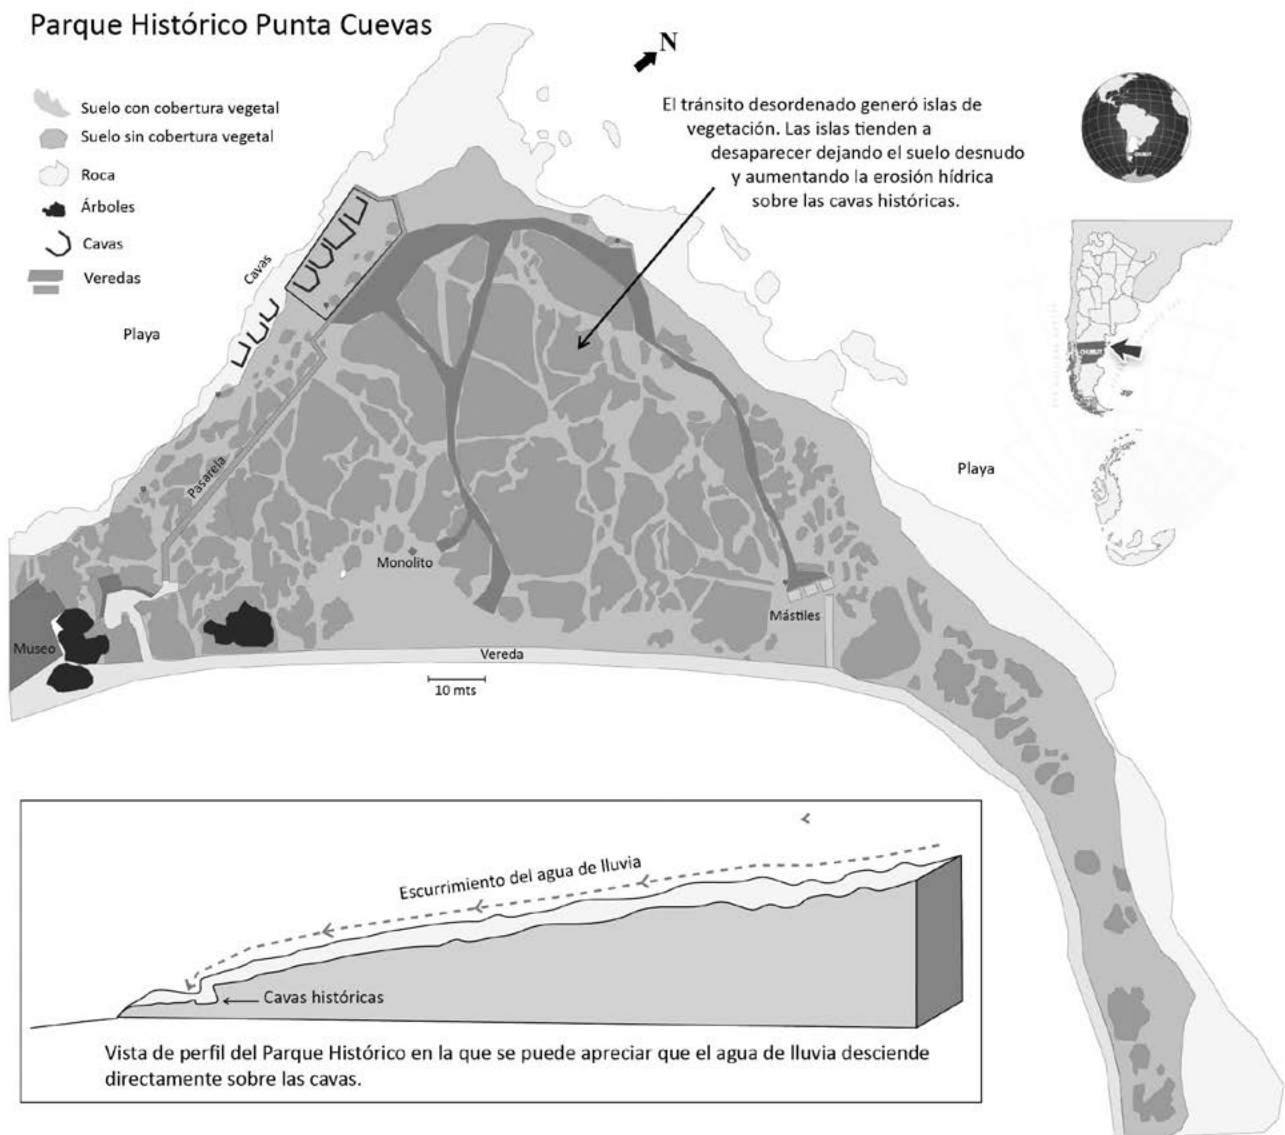 Parque Histórico Punta Cuevas
N
Suelo con cobertura vegetal
Suelo sin cobertura vegetal
Roca
Árboles
Cavas
Veredas
El tránsito desordenado generó islas de
vegetación. Las islas tienden a
desaparecer dejando el suelo desnudo
y aumentando la erosión hídrica
sobre las cavas históricas.
CHUBUT
CHUBUT
Cavas
Playa
Playa
Pasarela
Monolito
Mástiles
Museo
Vereda
10 mts
Escurrimiento del agua de lluvia
Cavas históricas
Vista de perfil del Parque Histórico en la que se puede apreciar que el agua de lluvia desciende
directamente sobre las cavas.